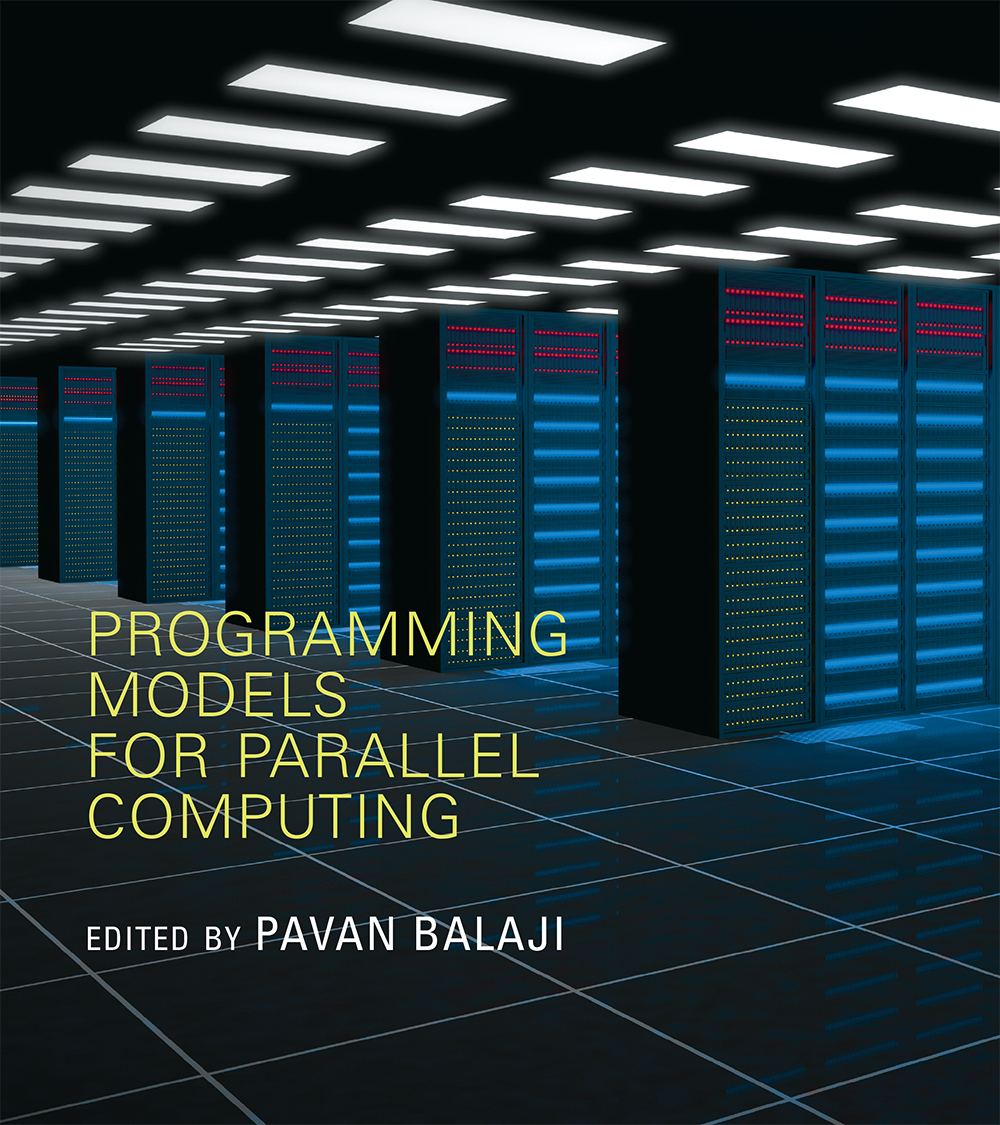 PROGRAMMING
MODELS
FOR PARALLEL
COMPUTING
EDITED BY PAVAN BALAJI